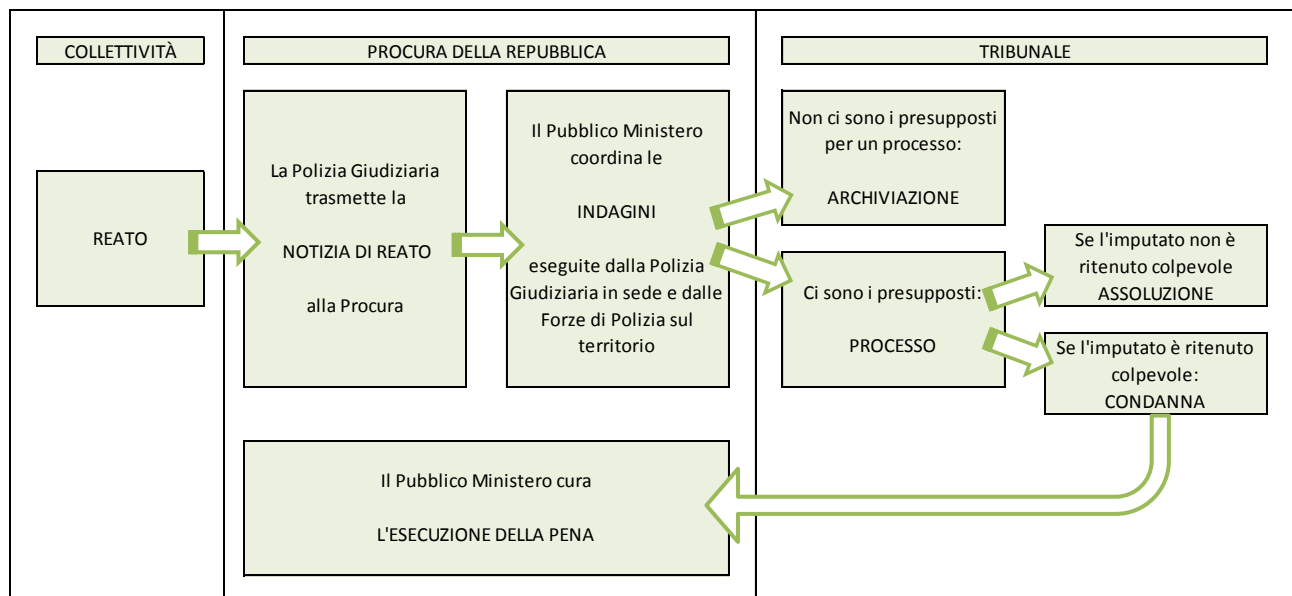 COLLETTIVITÀ
PROCURA DELLA REPUBBLICA
TRIBUNALE
REATO
La Polizia Giudiziaria
trasmette la
NOTIZIA DI REATO
alla Procura
Il Pubblico Ministero
coordina le
INDAGINI
eseguite dalla Polizia
Giudiziaria in sede e dalle
Forze di Polizia sul
territorio
Non ci sono i presupposti
per un processo:
ARCHIVIAZIONE
Ci sono i presupposti:
PROCESSO
Se l'imputato non è
ritenuto colpevole
ASSOLUZIONE
Se l'imputato è ritenuto
colpevole:
CONDANNA
Il Pubblico Ministero cura
L'ESECUZIONE DELLA PENA